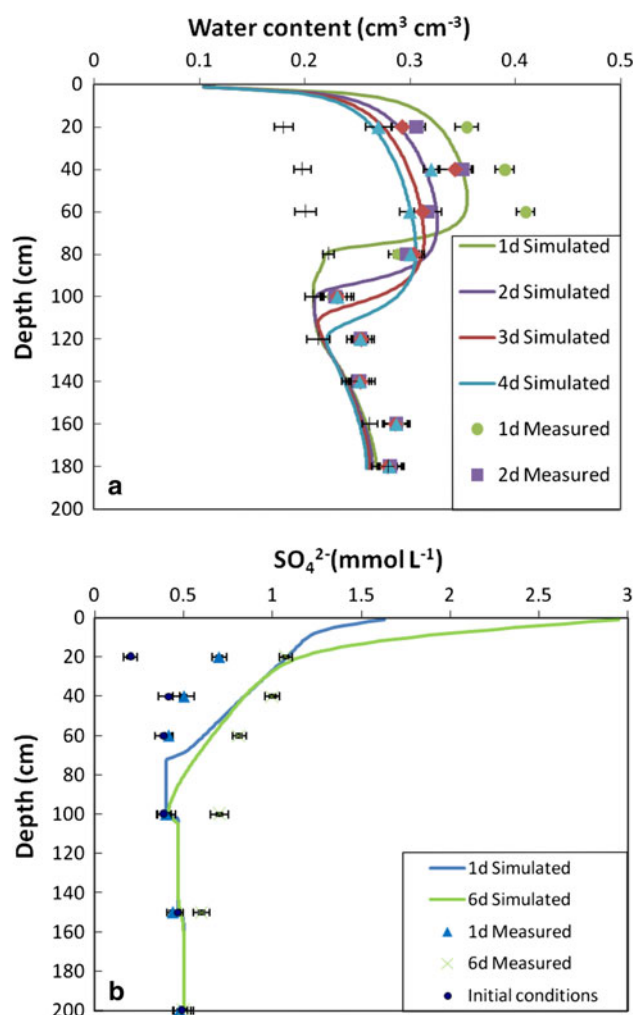 Water content (cm³ cm⁻³)
0 0.1 0.2 0.3 0.4 0.5
Depth (cm)
0
20
40
60
80
100
120
140
160
180
200
1d Simulated
2d Simulated
3d Simulated
4d Simulated
1d Measured
2d Measured
a
SO₄²⁻(mmol L⁻¹)
0 0.5 1 1.5 2 2.5 3
Depth (cm)
0
20
40
60
80
100
120
140
160
180
200
1d Simulated
6d Simulated
1d Measured
6d Measured
Initial conditions
b